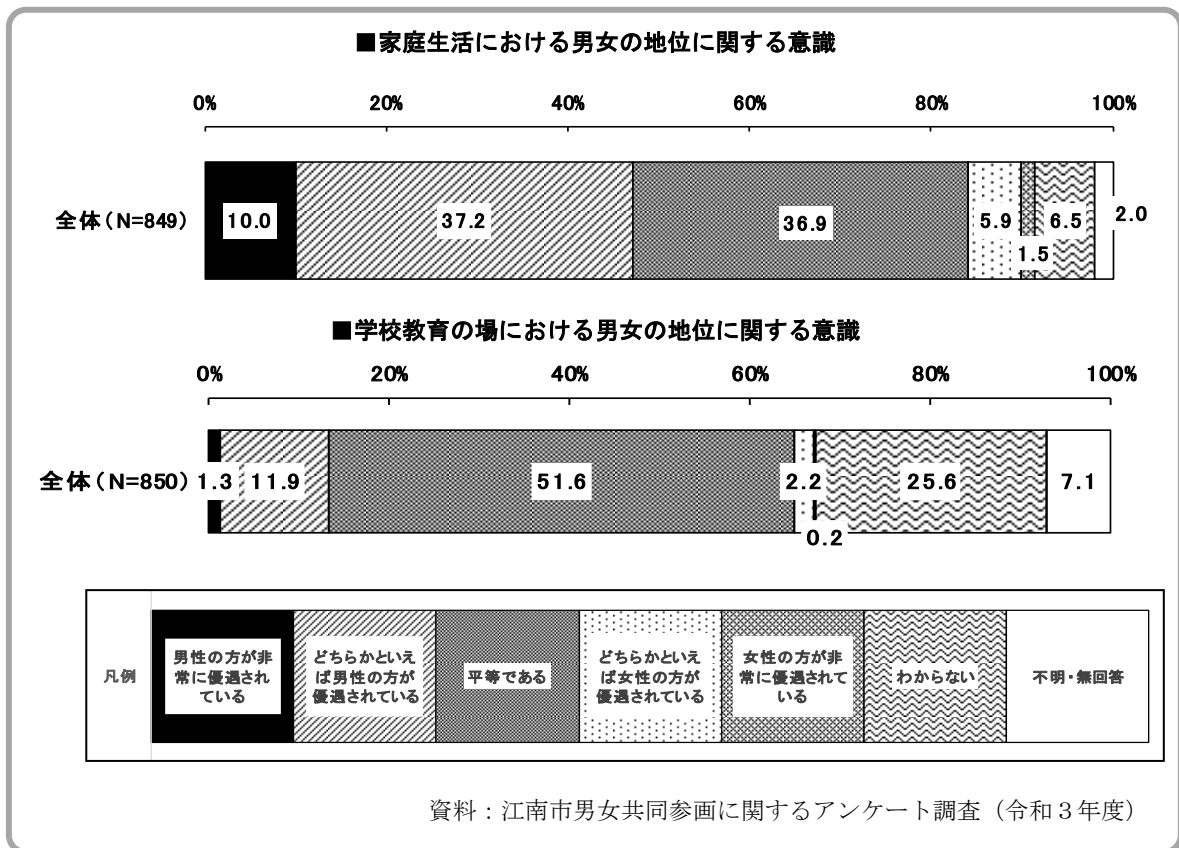 ■家庭生活における男女の地位に関する意識
0% 20% 40% 60% 80% 100%
全体(N=849) 10.0 37.2 36.9 5.9 1.5 6.5 2.0
■学校教育の場における男女の地位に関する意識
0% 20% 40% 60% 80% 100%
全体(N=850) 1.3 11.9 51.6 2.2 0.2 25.6 7.1
凡例
男性の方が非
常に優遇され
ている
どちらかといえ
ば男性の方が
優遇されている
平等である
どちらかといえ
ば女性の方が
優遇されている
女性の方が非
常に優遇されて
いる
わからない
不明・無回答
資料：江南市男女共同参画に関するアンケート調査（令和３年度）